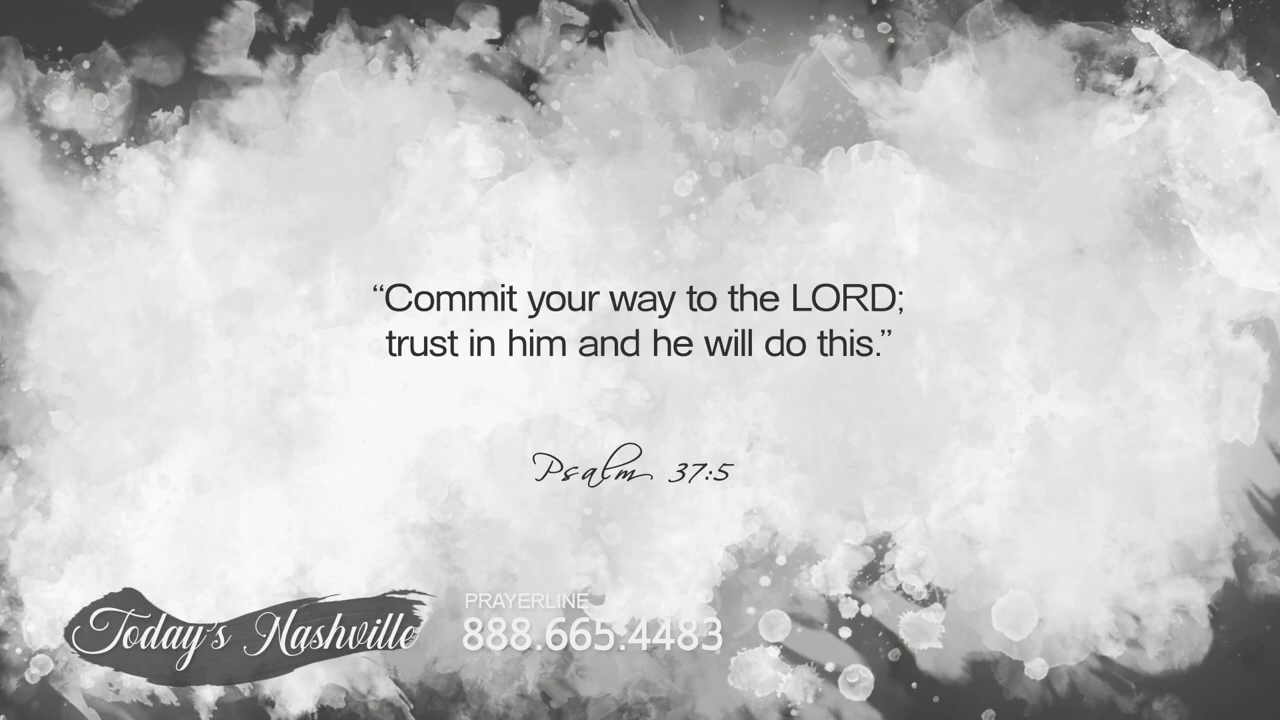 “Commit your way to the LORD;
trust in him and he will do this.”
Psalm 37:5
Today's Nashville
PRAYERLINE
888.665.4483